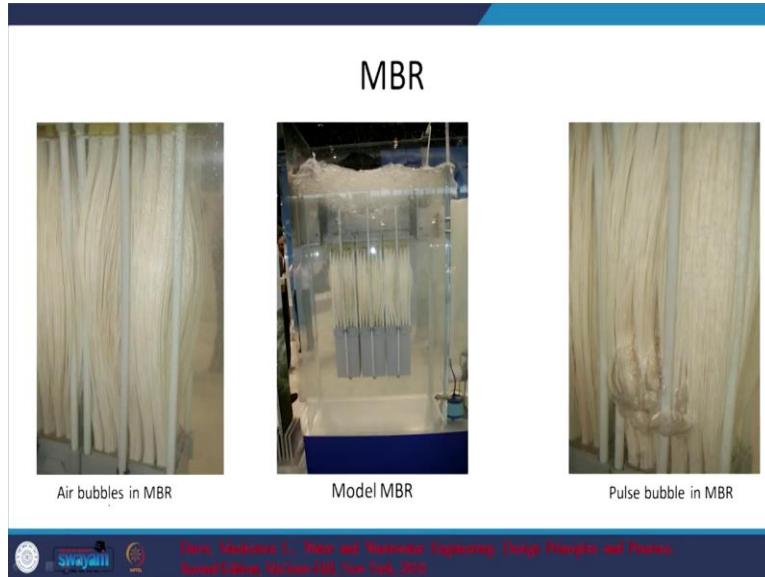 MBR
Air bubbles in MBR
Model MBR
Pulse bubble in MBR
swayam
Davis, Mackenzie L., Water and Wastewater Engineering: Design Principles and Practice,
Second Edition, McGraw-Hill, New York, 2010